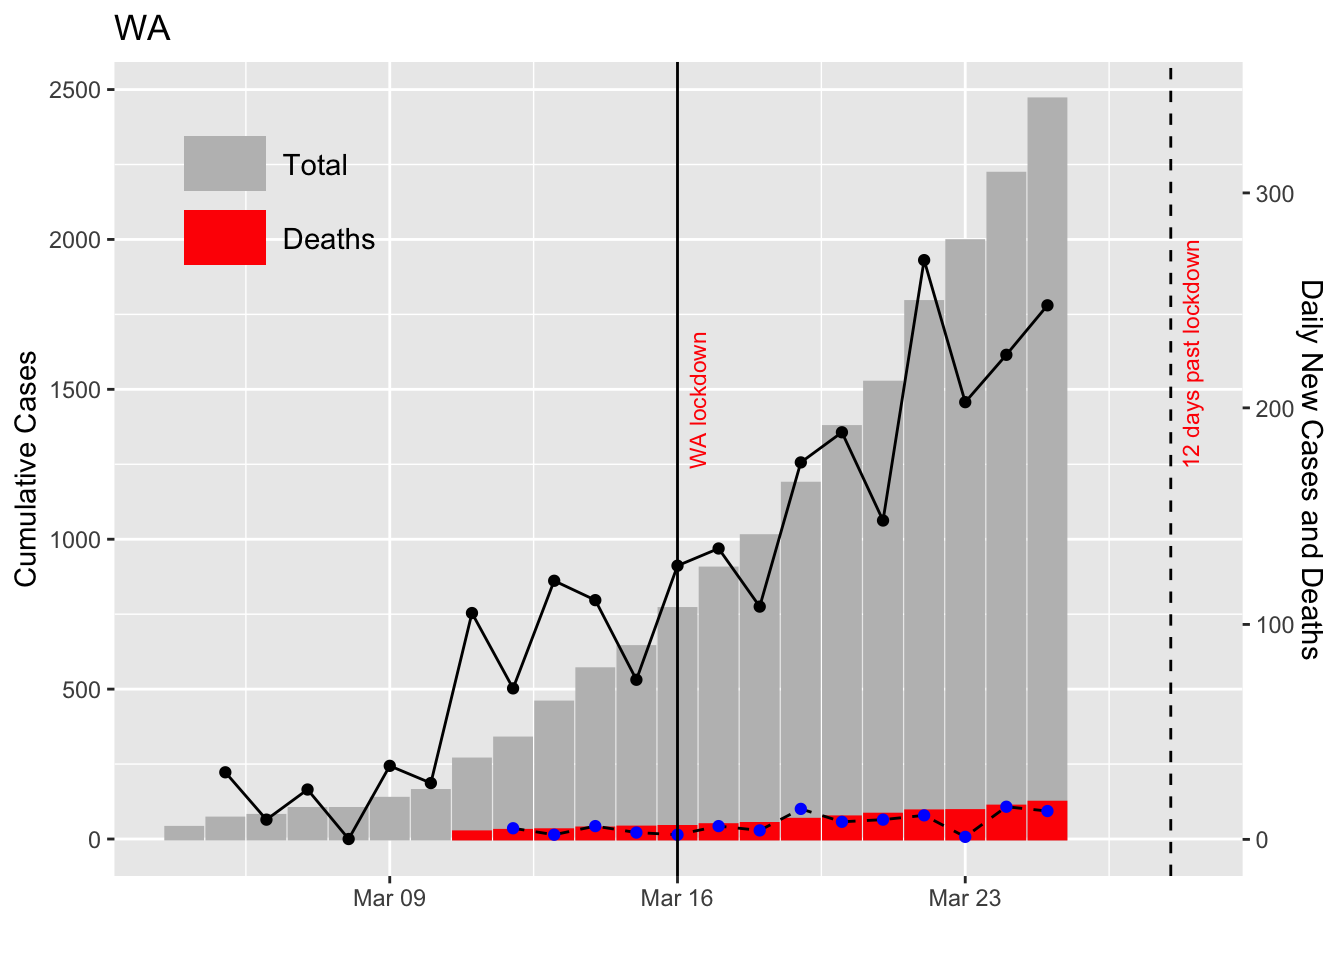 WA
2500
2000
1500
1000
500
0
Cumulative Cases
Total
Deaths
WA lockdown
12 days past lockdown
300
200
100
0
Daily New Cases and Deaths
Mar 09
Mar 16
Mar 23